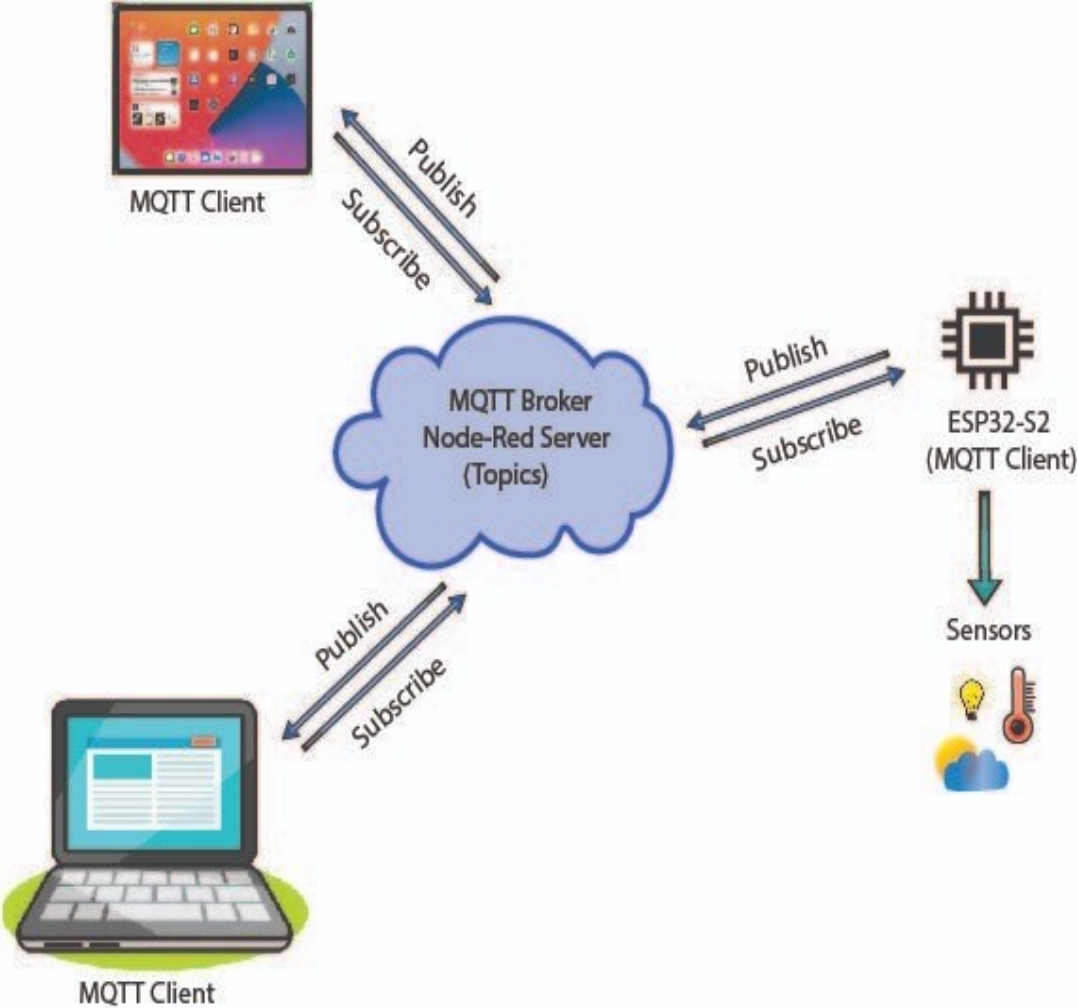 MQTT Client
Publish
Subscribe
MQTT Broker
Node-Red Server
(Topics)
Publish
Subscribe
ESP32-S2
(MQTT Client)
Sensors
Publish
Subscribe
MQTT Client